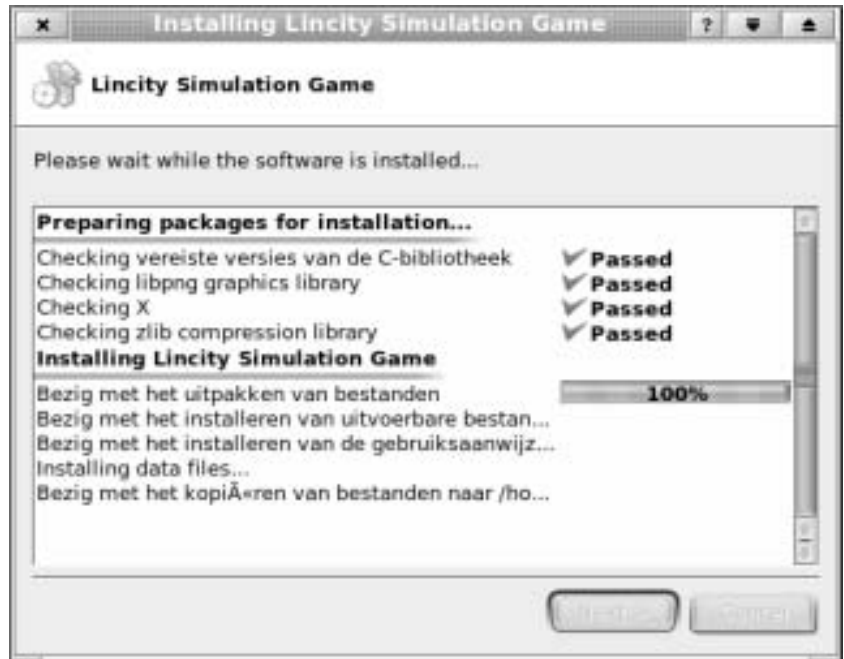 Installing Lincity Simulation Game
Lincity Simulation Game
Please wait while the software is installed...
Preparing packages for installation...
Checking vereiste versies van de C-bibliotheek Passed
Checking libpng graphics library Passed
Checking X Passed
Checking zlib compression library Passed
Installing Lincity Simulation Game
Bezig met het uitpakken van bestanden 100%
Bezig met het installeren van uitvoerbare bestan...
Bezig met het installeren van de gebruiksaanwijz...
Installing data files...
Bezig met het kopiëren van bestanden naar /ho...